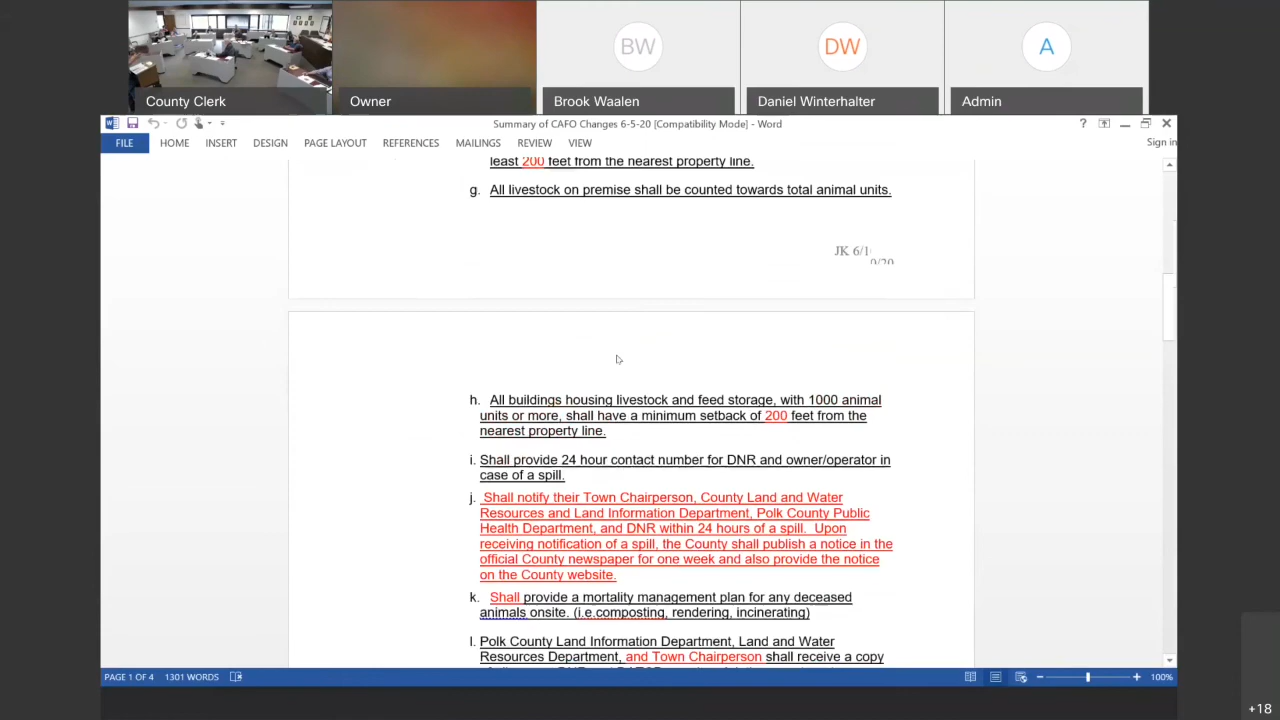 BW
DW
A
County Clerk
Owner
Brook Waalen
Daniel Winterhalter
Admin
Summary of CAFO Changes 6-5-20 [Compatibility Mode] - Word
?
FILE
HOME
INSERT
DESIGN
PAGE LAYOUT
REFERENCES
MAILINGS
REVIEW
VIEW
Sign in
least 200 feet from the nearest property line.
g. All livestock on premise shall be counted towards total animal units.
JK 6/1
0/20
h. All buildings housing livestock and feed storage, with 1000 animal
units or more, shall have a minimum setback of 200 feet from the
nearest property line.
i. Shall provide 24 hour contact number for DNR and owner/operator in
case of a spill.
j. Shall notify their Town Chairperson, County Land and Water
Resources and Land Information Department, Polk County Public
Health Department, and DNR within 24 hours of a spill. Upon
receiving notification of a spill, the County shall publish a notice in the
official County newspaper for one week and also provide the notice
on the County website.
k. Shall provide a mortality management plan for any deceased
animals onsite. (i.e.composting, rendering, incinerating)
l. Polk County Land Information Department, Land and Water
Resources Department, and Town Chairperson shall receive a copy
PAGE 1 OF 4 1301 WORDS
100%
+18